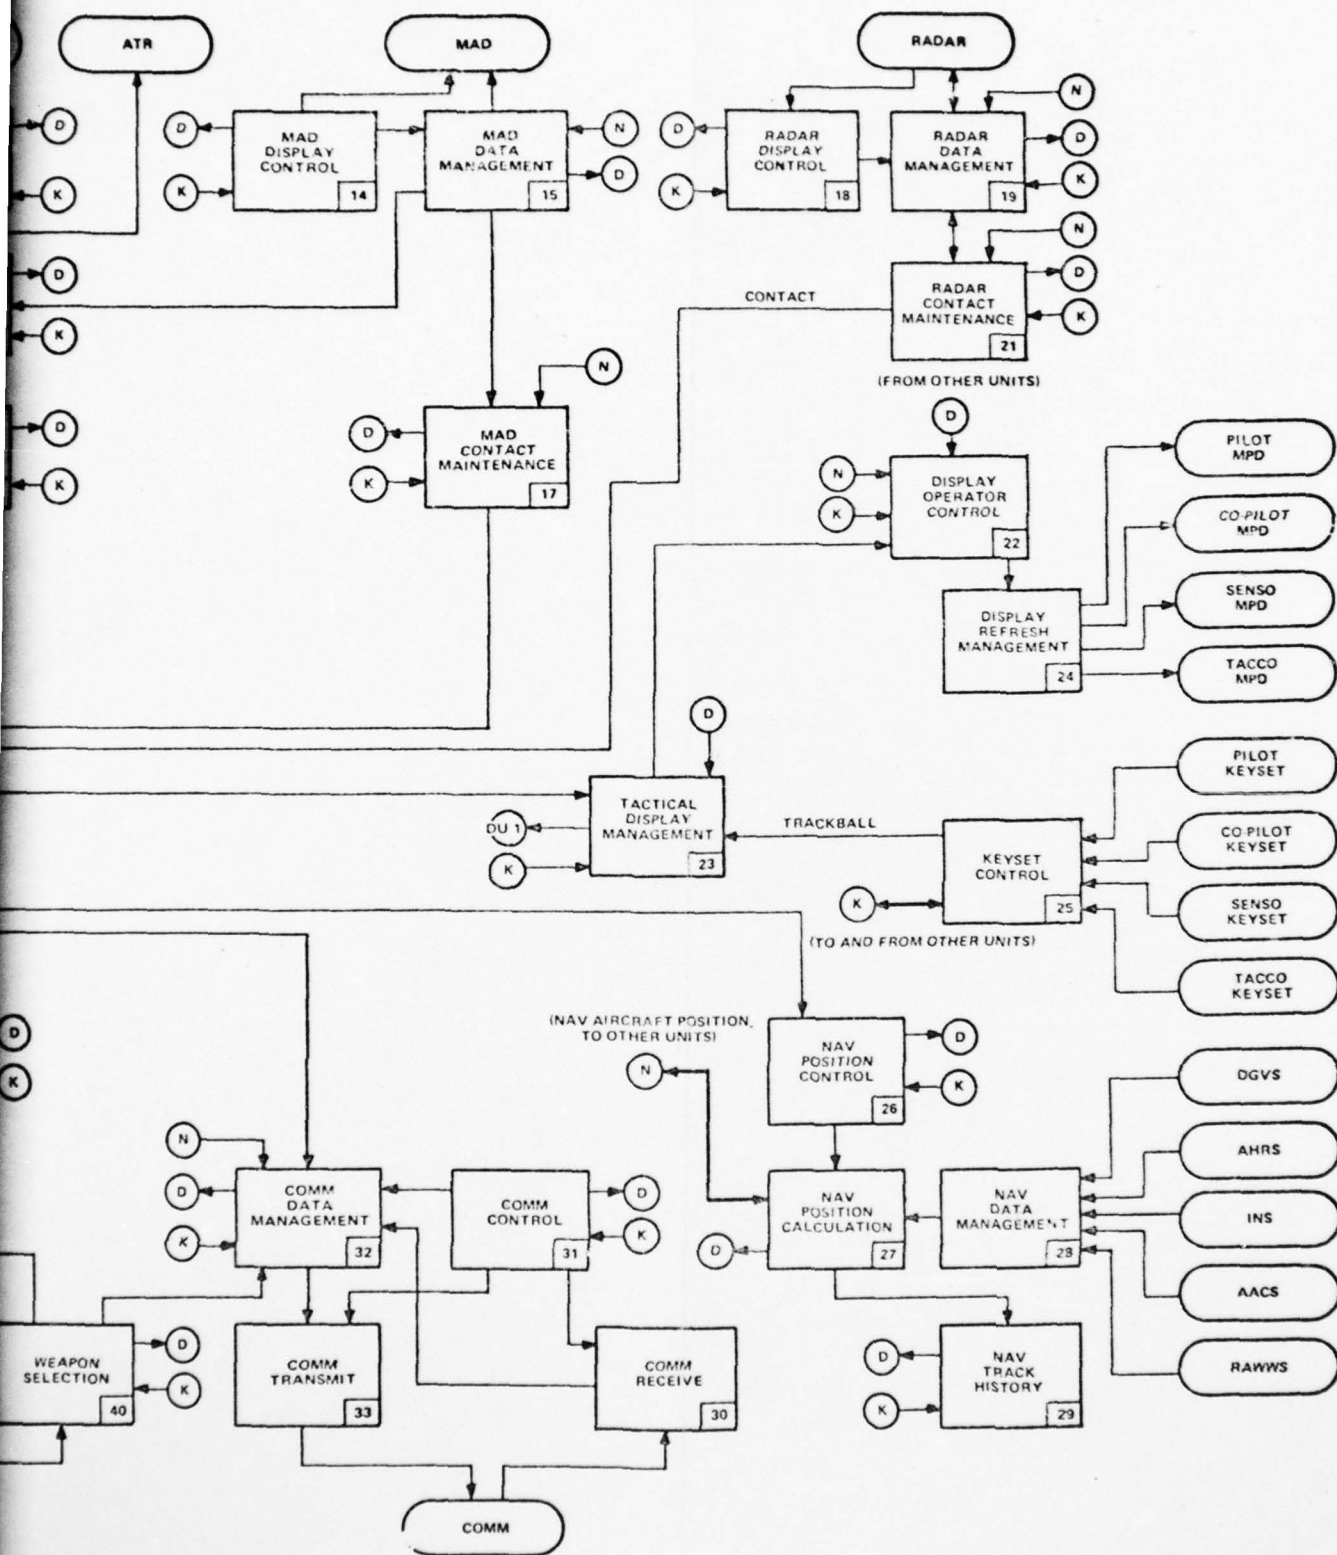 ATR
MAD
RADAR
D
K
D
K
D
K
D
K
MAD
DISPLAY
CONTROL
14
MAD
DATA
MANAGEMENT
15
N
D
D
K
RADAR
DISPLAY
CONTROL
18
RADAR
DATA
MANAGEMENT
19
N
D
K
N
D
K
CONTACT
RADAR
CONTACT
MAINTENANCE
21
N
D
K
MAD
CONTACT
MAINTENANCE
17
(FROM OTHER UNITS)
D
N
K
DISPLAY
OPERATOR
CONTROL
22
DISPLAY
REFRESH
MANAGEMENT
24
PILOT
MPD
CO-PILOT
MPD
SENSO
MPD
TACCO
MPD
D
DU 1
K
TACTICAL
DISPLAY
MANAGEMENT
23
TRACKBALL
KEYSET
CONTROL
25
K
(TO AND FROM OTHER UNITS)
PILOT
KEYSET
CO-PILOT
KEYSET
SENSO
KEYSET
TACCO
KEYSET
D
K
(NAV AIRCRAFT POSITION,
TO OTHER UNITS)
N
NAV
POSITION
CONTROL
26
D
K
NAV
POSITION
CALCULATION
27
D
NAV
DATA
MANAGEMENT
28
DGVS
AHRS
INS
AACS
RAWWS
N
D
K
COMM
DATA
MANAGEMENT
32
COMM
CONTROL
31
D
K
WEAPON
SELECTION
40
D
K
COMM
TRANSMIT
33
COMM
RECEIVE
30
D
K
NAV
TRACK
HISTORY
29
COMM